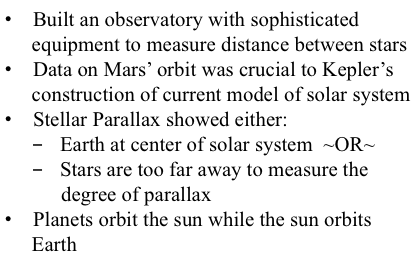 • Built an observatory with sophisticated
equipment to measure distance between stars
• Data on Mars’ orbit was crucial to Kepler’s
construction of current model of solar system
• Stellar Parallax showed either:
– Earth at center of solar system ~OR~
– Stars are too far away to measure the
degree of parallax
• Planets orbit the sun while the sun orbits
Earth